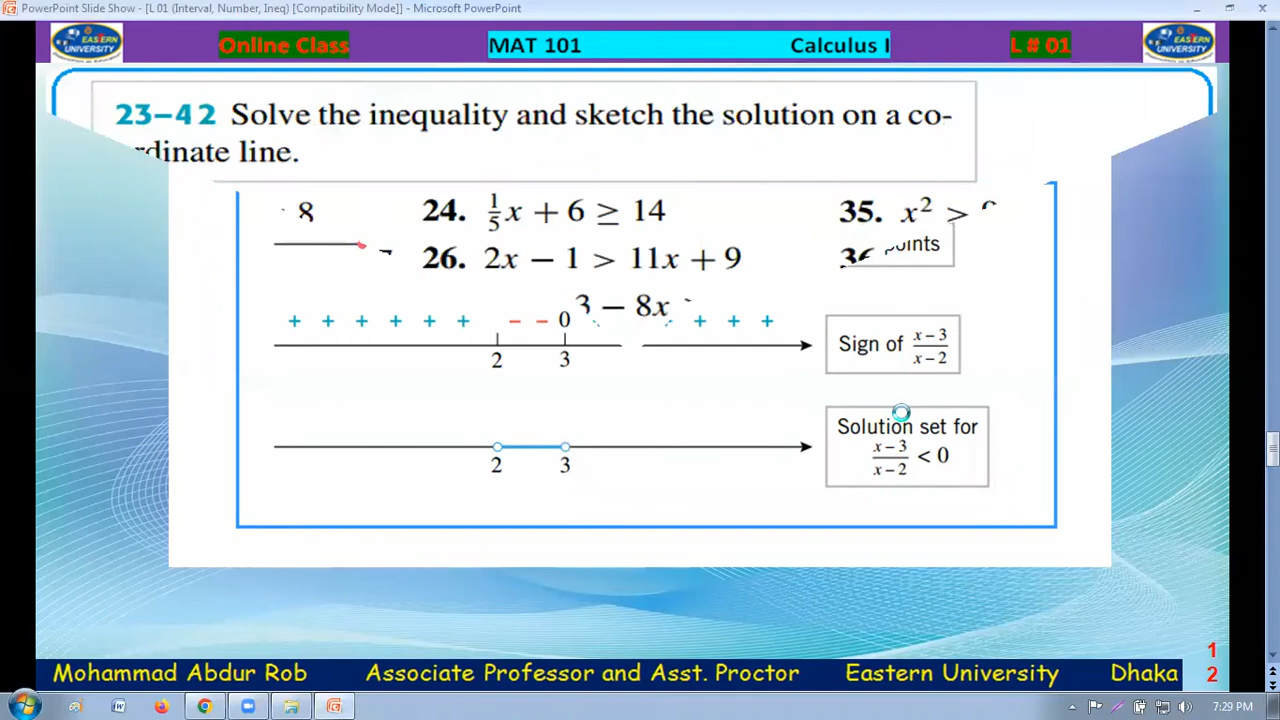 PowerPoint Slide Show - [L 01 (Interval, Number, Ineq) [Compatibility Mode]] - Microsoft PowerPoint
EASTERN UNIVERSITY
Online Class
MAT 101
Calculus I
L # 01
EASTERN UNIVERSITY
23–42 Solve the inequality and sketch the solution on a co-
rdinate line.
8
24. 1/5 x + 6 ≥ 14
35. x² >
26. 2x − 1 > 11x + 9
3 − 8x
+ + + + + + − − 0 + + +
2 3
Sign of (x−3)/(x−2)
2 3
Solution set for
(x−3)/(x−2) < 0
1
2
Mohammad Abdur Rob
Associate Professor and Asst. Proctor
Eastern University
Dhaka
7:29 PM